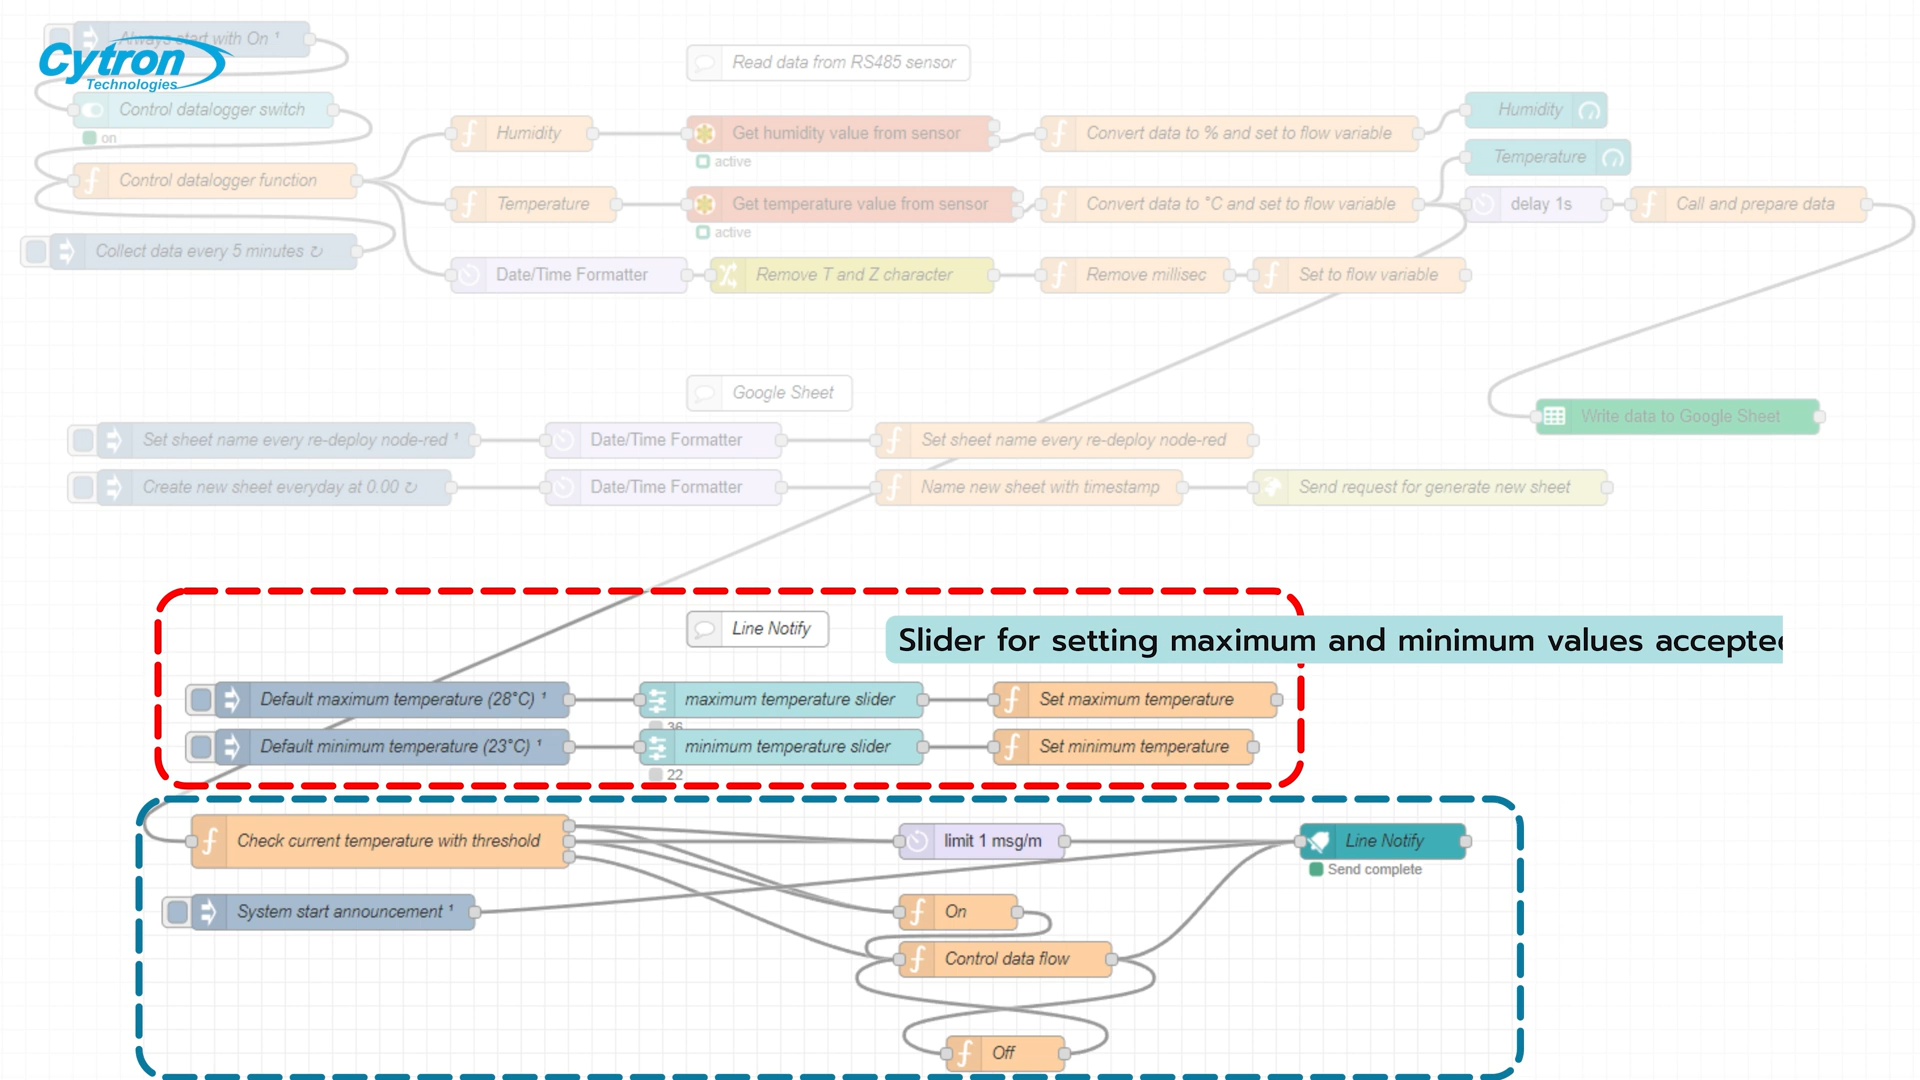 Always start with On ¹
Cytron
Technologies
Read data from RS485 sensor
Control datalogger switch
on
Humidity
Humidity
Get humidity value from sensor
Convert data to % and set to flow variable
active
Temperature
Control datalogger function
Temperature
Get temperature value from sensor
Convert data to °C and set to flow variable
delay 1s
Call and prepare data
active
Collect data every 5 minutes ↻
Date/Time Formatter
Remove T and Z character
Remove millisec
Set to flow variable
Google Sheet
Write data to Google Sheet
Set sheet name every re-deploy node-red ¹
Date/Time Formatter
Set sheet name every re-deploy node-red
Create new sheet everyday at 0.00 ↻
Date/Time Formatter
Name new sheet with timestamp
Send request for generate new sheet
Line Notify
Slider for setting maximum and minimum values accepte
Default maximum temperature (28°C) ¹
maximum temperature slider
Set maximum temperature
36
Default minimum temperature (23°C) ¹
minimum temperature slider
Set minimum temperature
22
Check current temperature with threshold
limit 1 msg/m
Line Notify
Send complete
System start announcement ¹
On
Control data flow
Off